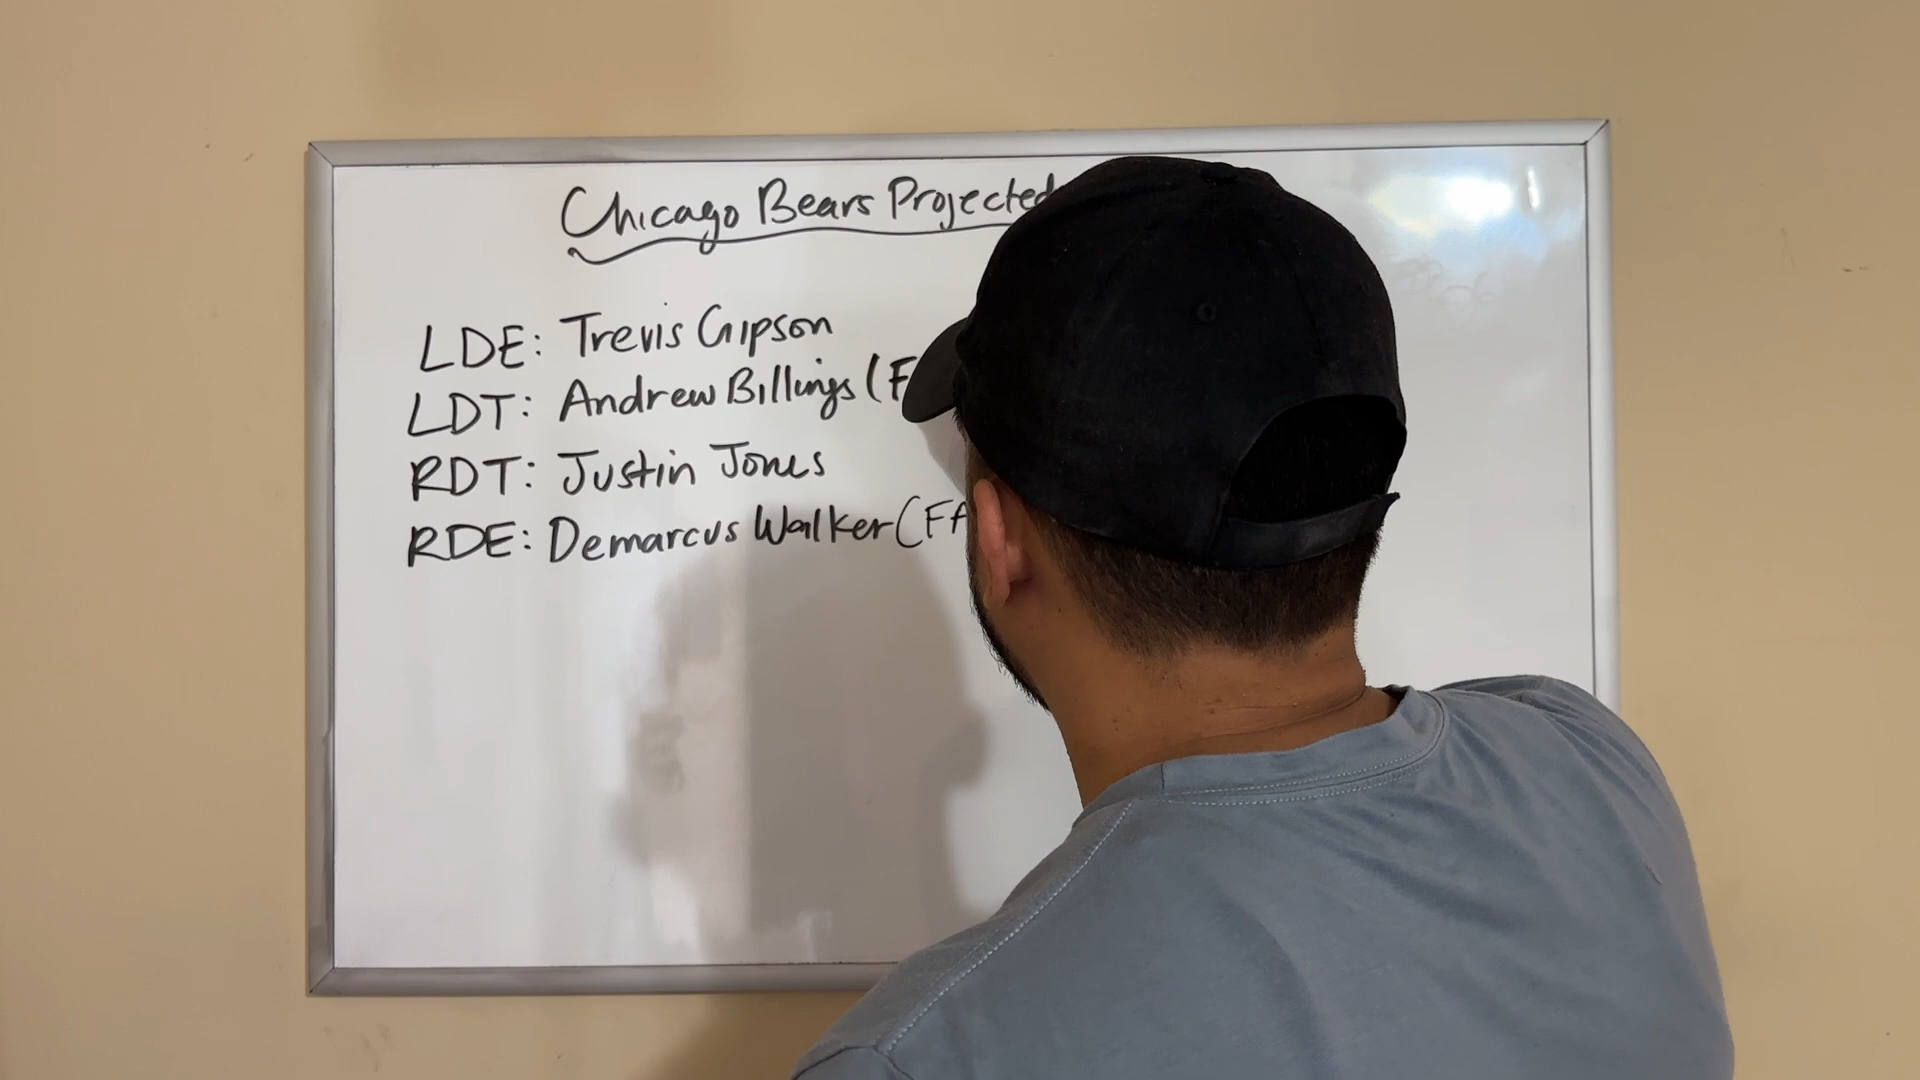 Chicago Bears Projected
LDE: Trevis Gipson
LDT: Andrew Billings (F
RDT: Justin Jones
RDE: Demarcus Walker (FA